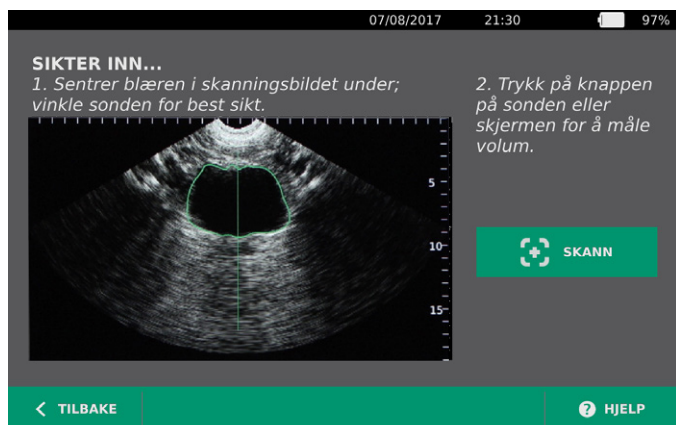 07/08/2017 21:30 97%
SIKTER INN...
1. Sentrer blæren i skanningsbildet under;
vinkle sonden for best sikt.
2. Trykk på knappen
på sonden eller
skjermen for å måle
volum.
5
10
15
SKANN
TILBAKE
? HJELP